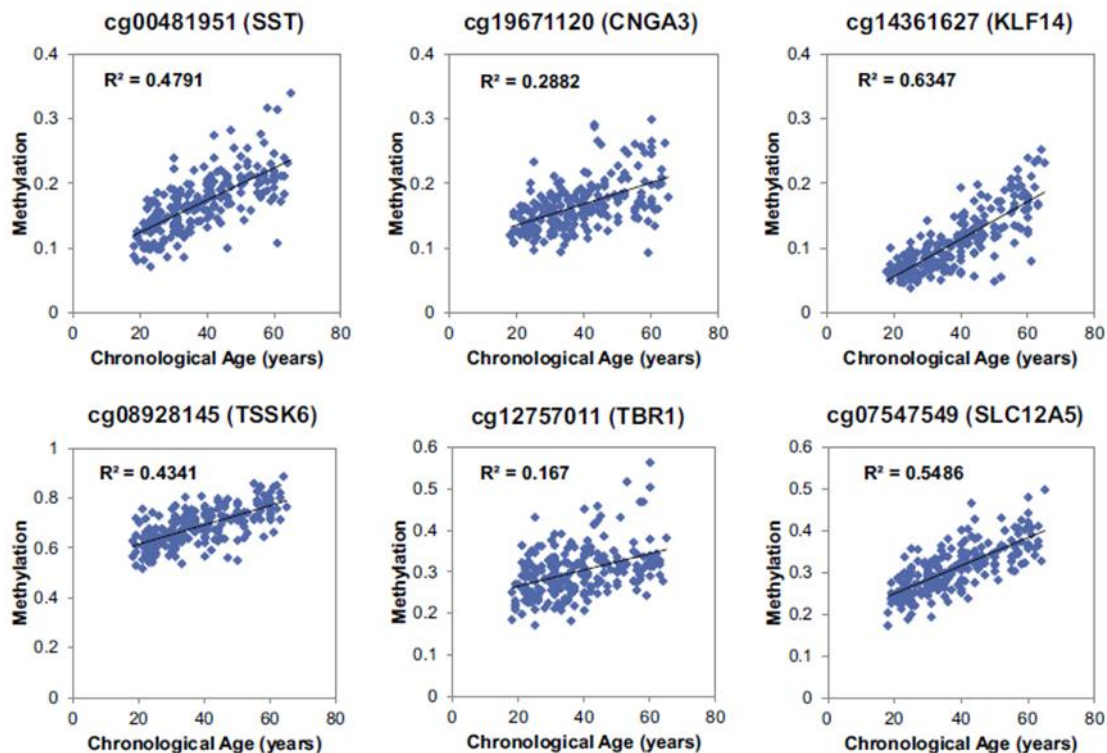 cg00481951 (SST)
R² = 0.4791
Methylation
0.4
0.3
0.2
0.1
0
0 20 40 60 80
Chronological Age (years)
cg19671120 (CNGA3)
R² = 0.2882
Methylation
0.4
0.3
0.2
0.1
0
0 20 40 60 80
Chronological Age (years)
cg14361627 (KLF14)
R² = 0.6347
Methylation
0.4
0.3
0.2
0.1
0
0 20 40 60 80
Chronological Age (years)
cg08928145 (TSSK6)
R² = 0.4341
Methylation
1
0.8
0.6
0.4
0.2
0
0 20 40 60 80
Chronological Age (years)
cg12757011 (TBR1)
R² = 0.167
Methylation
0.6
0.5
0.4
0.3
0.2
0.1
0
0 20 40 60 80
Chronological Age (years)
cg07547549 (SLC12A5)
R² = 0.5486
Methylation
0.6
0.5
0.4
0.3
0.2
0.1
0
0 20 40 60 80
Chronological Age (years)